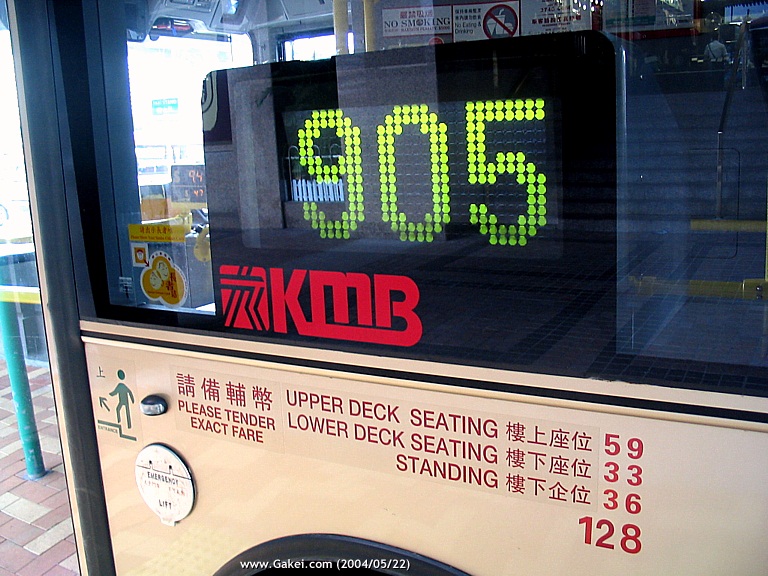 NO SMOKING
905
KMB
上
ENTRANCE
請備輔幣
PLEASE TENDER
EXACT FARE
UPPER DECK SEATING 樓上座位 59
LOWER DECK SEATING 樓下座位 33
STANDING 樓下企位 36
128
EMERGENCY
LIFT
www.Gakei.com (2004/05/22)